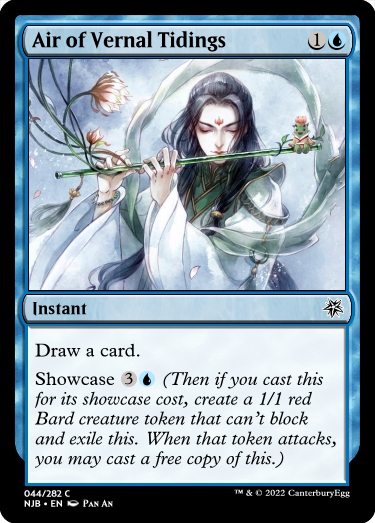 Air of Vernal Tidings 1
Instant
Draw a card.
Showcase 3 (Then if you cast this
for its showcase cost, create a 1/1 red
Bard creature token that can't block
and exile this. When that token attacks,
you may cast a free copy of this.)
044/282 C
NJB • EN Pan An
™ & © 2022 CanterburyEgg